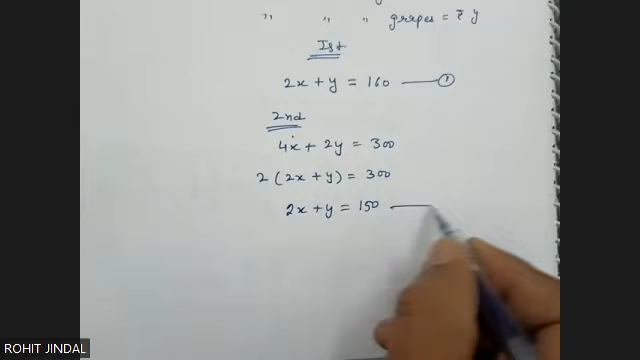 " " " grapes = ₹ y
Ist
2x + y = 160 —— ①
2nd
4x + 2y = 300
2 ( 2x + y ) = 300
2x + y = 150 ——
ROHIT JINDAL